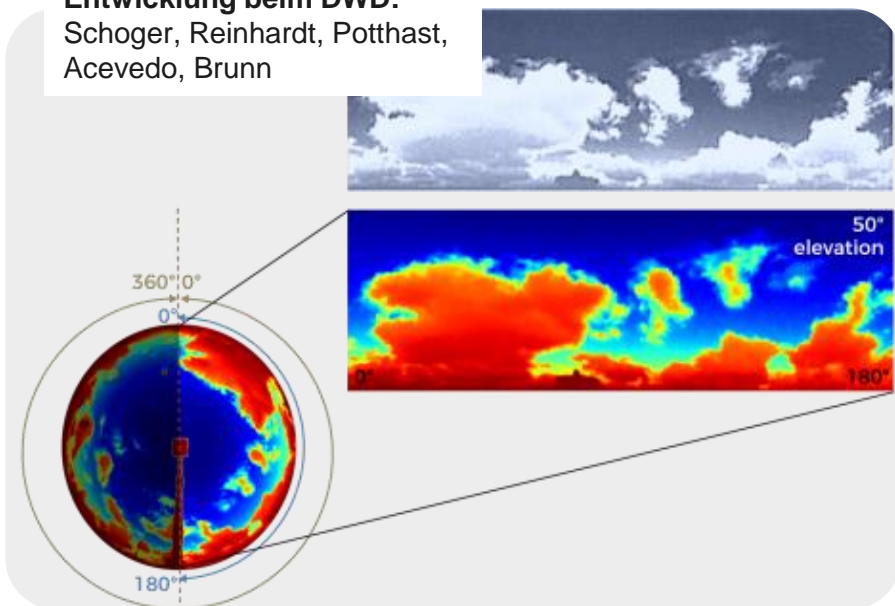 Entwicklung beim DWD:
Schoger, Reinhardt, Potthast,
Acevedo, Brunn
50°
elevation
360° 0°
0°
0°
180°
180°